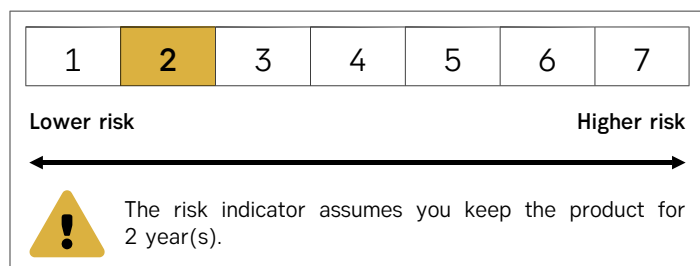 1 2 3 4 5 6 7
Lower risk Higher risk
The risk indicator assumes you keep the product for
2 year(s).